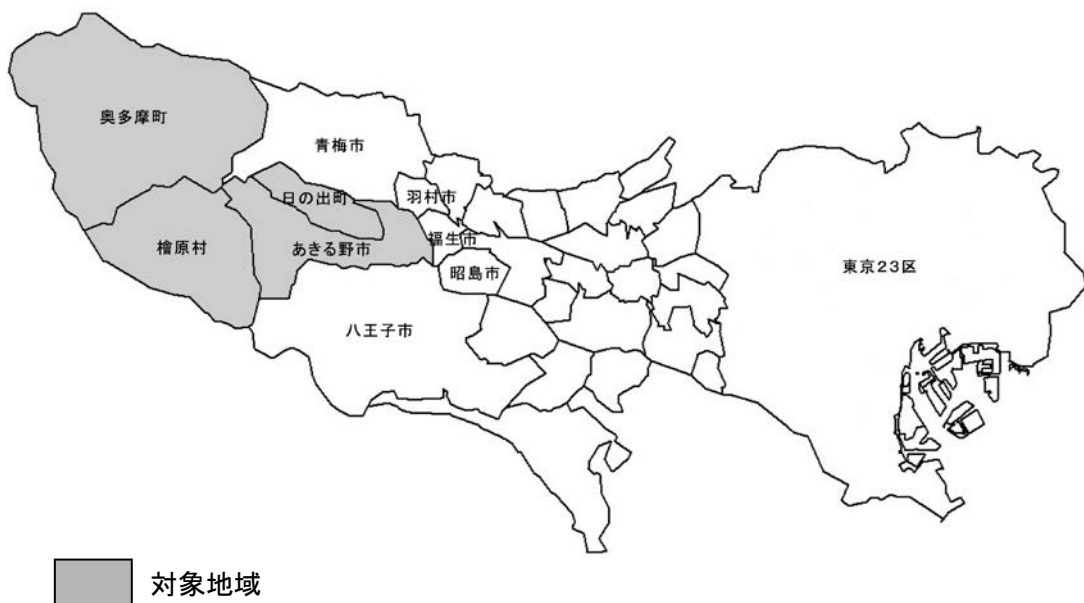 奥多摩町
青梅市
日の出町
羽村市
檜原村
あきる野市
福生市
昭島市
東京23区
八王子市
対象地域